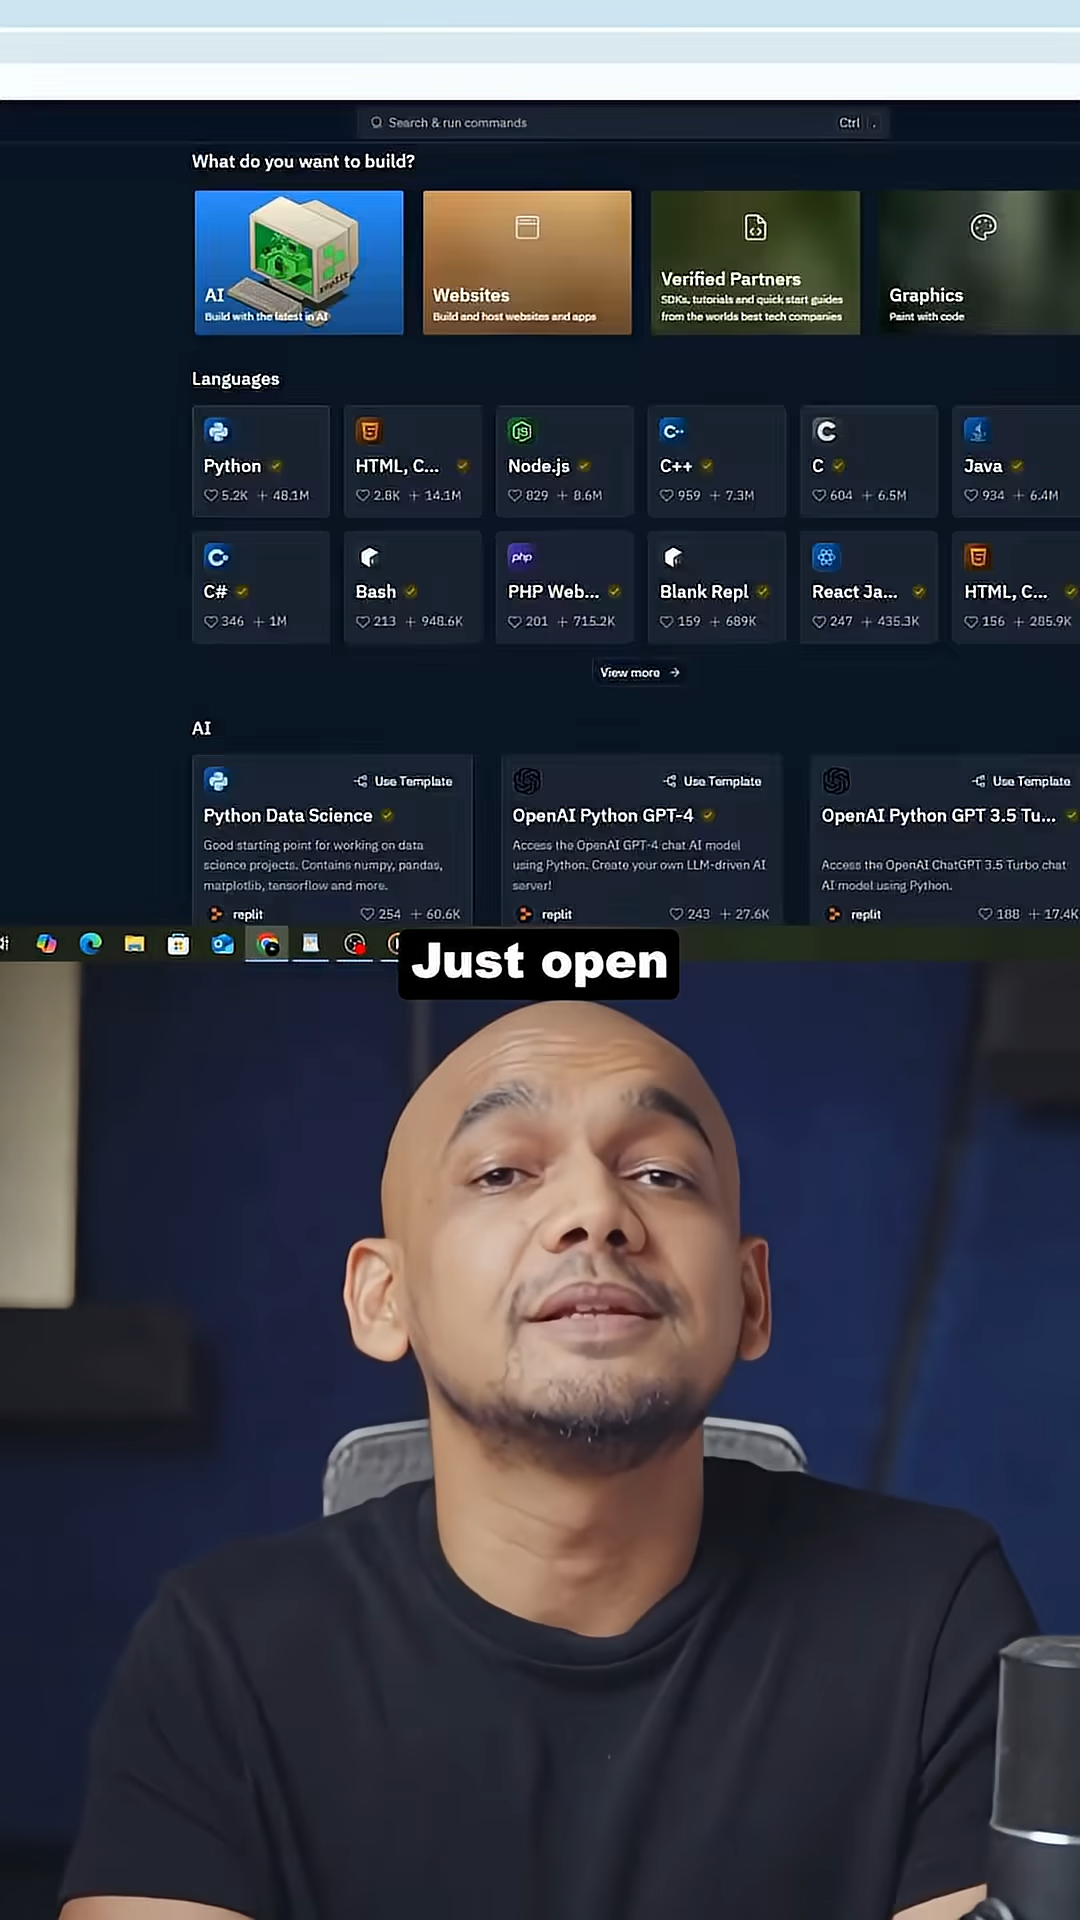 Search & run commands
Ctrl .
What do you want to build?
AI
Build with the latest in AI
Websites
Build and host websites and apps
Verified Partners
SDKs, tutorials and quick start guides
from the worlds best tech companies
Graphics
Paint with code
Languages
Python
5.2K + 48.1M
HTML, C...
2.8K + 14.1M
Node.js
829 + 8.6M
C++
959 + 7.3M
C
604 + 6.5M
Java
934 + 6.4M
C#
346 + 1M
Bash
213 + 948.6K
php
PHP Web...
201 + 715.2K
Blank Repl
159 + 689K
React Ja...
247 + 435.3K
HTML, C...
156 + 285.9K
View more →
AI
Use Template
Python Data Science
Good starting point for working on data
science projects. Contains numpy, pandas,
matplotlib, tensorflow and more.
replit
254 + 60.6K
Use Template
OpenAI Python GPT-4
Access the OpenAI GPT-4 chat AI model
using Python. Create your own LLM-driven AI
server!
replit
243 + 27.6K
Use Template
OpenAI Python GPT 3.5 Tu...
Access the OpenAI ChatGPT 3.5 Turbo chat
AI model using Python.
replit
188 + 17.4K
Just open